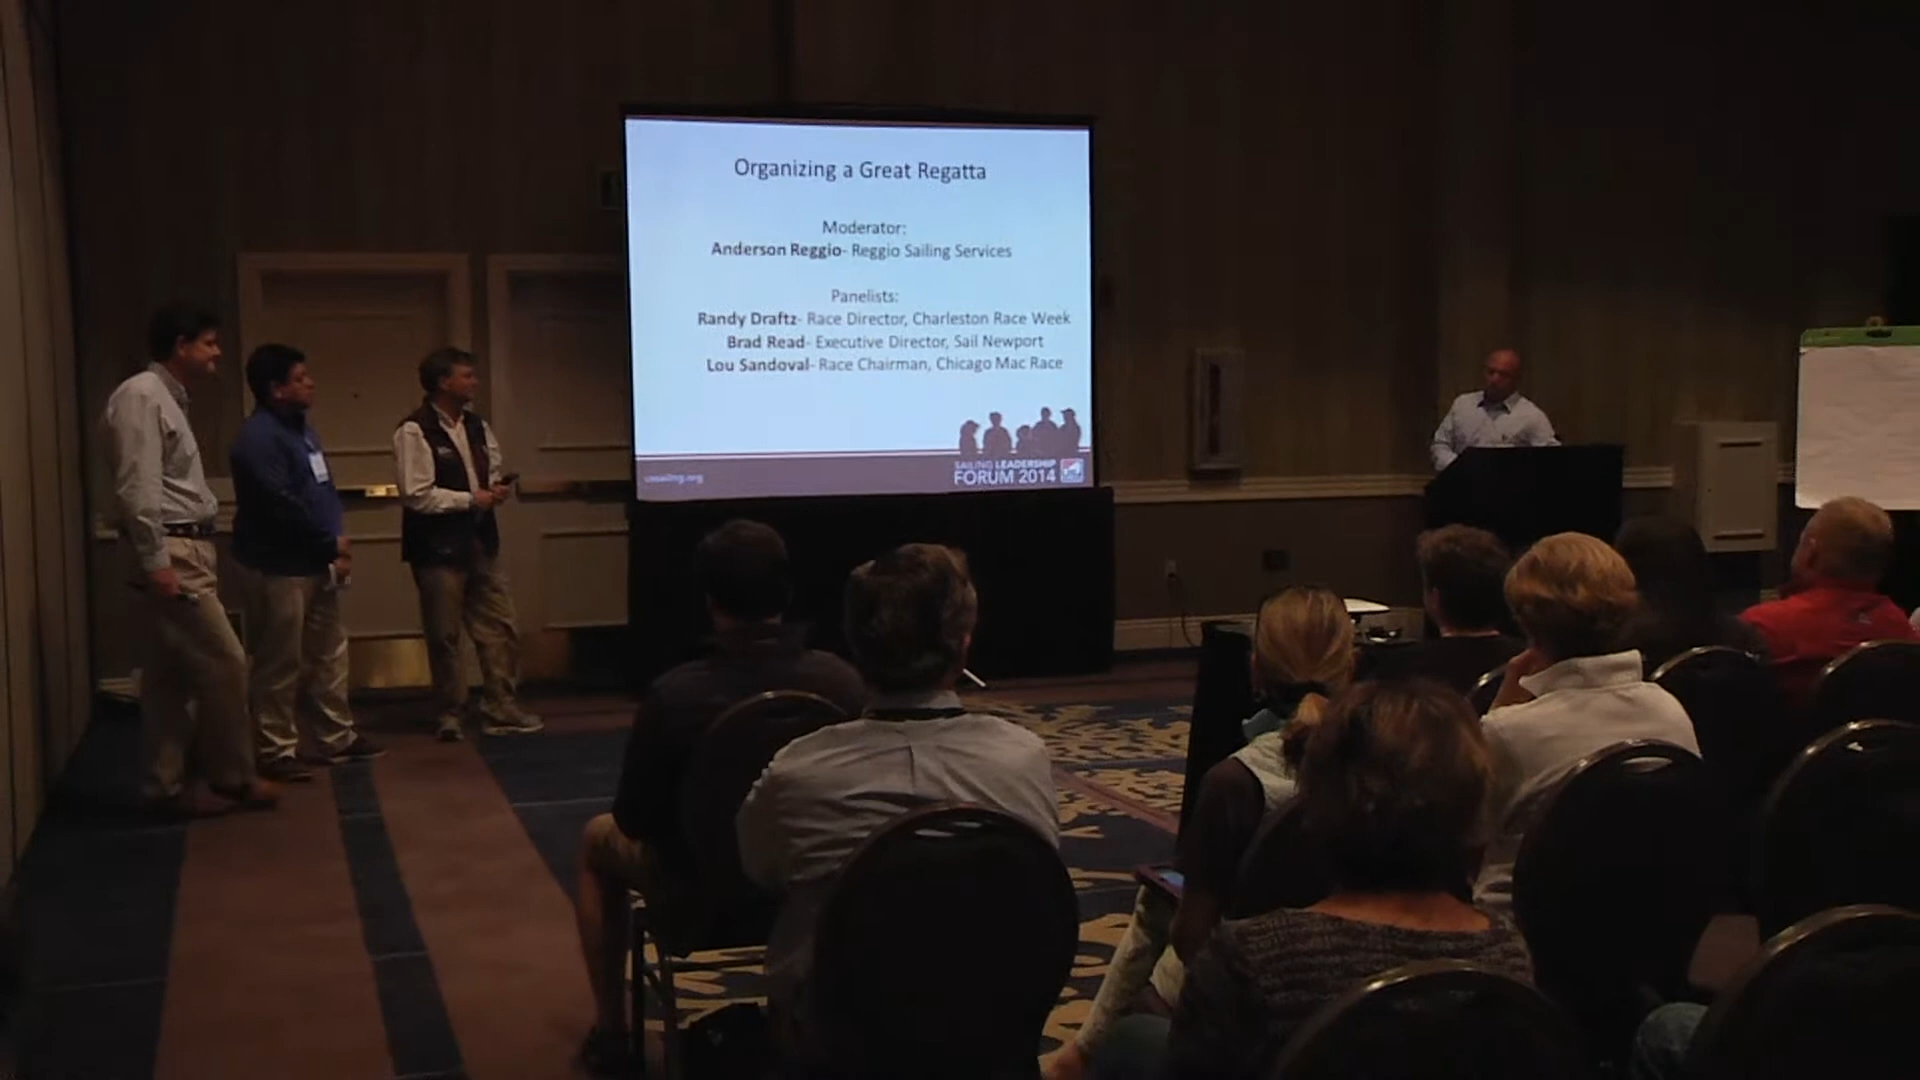 Organizing a Great Regatta
Moderator:
Anderson Reggio- Reggio Sailing Services
Panelists:
Randy Draftz- Race Director, Charleston Race Week
Brad Read- Executive Director, Sail Newport
Lou Sandoval- Race Chairman, Chicago Mac Race
ussailing.org
SAILING LEADERSHIP
FORUM 2014